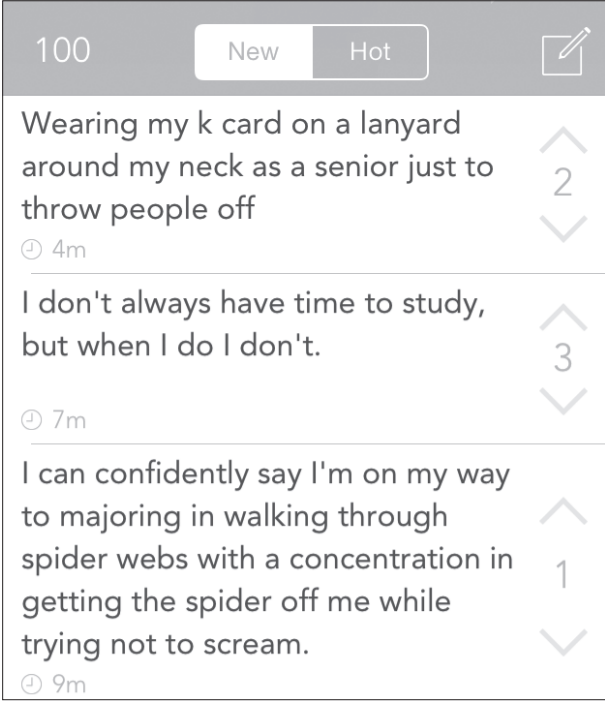 100 New Hot
Wearing my k card on a lanyard
around my neck as a senior just to
throw people off
2
4m
I don't always have time to study,
but when I do I don't.
3
7m
I can confidently say I'm on my way
to majoring in walking through
spider webs with a concentration in
getting the spider off me while
trying not to scream.
1
9m